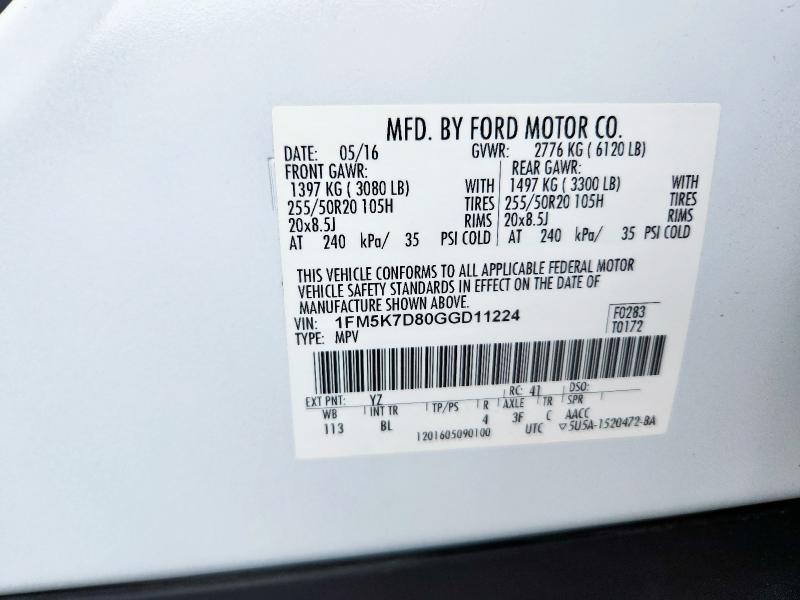 MFD. BY FORD MOTOR CO.
DATE: 05/16 GVWR: 2776 KG ( 6120 LB)
FRONT GAWR: REAR GAWR:
1397 KG ( 3080 LB) WITH 1497 KG ( 3300 LB) WITH
255/50R20 105H TIRES 255/50R20 105H TIRES
20x8.5J RIMS 20x8.5J RIMS
AT 240 kPa/ 35 PSI COLD AT 240 kPa/ 35 PSI COLD
THIS VEHICLE CONFORMS TO ALL APPLICABLE FEDERAL MOTOR
VEHICLE SAFETY STANDARDS IN EFFECT ON THE DATE OF
MANUFACTURE SHOWN ABOVE.
VIN: 1FM5K7D80GGD11224 F0283
TYPE: MPV T0172
EXT PNT: YZ RC: 41 DSO:
WB INT TR TP/PS R AXLE TR SPR
113 BL 4 3F C AACC
1201605090100 UTC ▽5U5A-1520472-BA